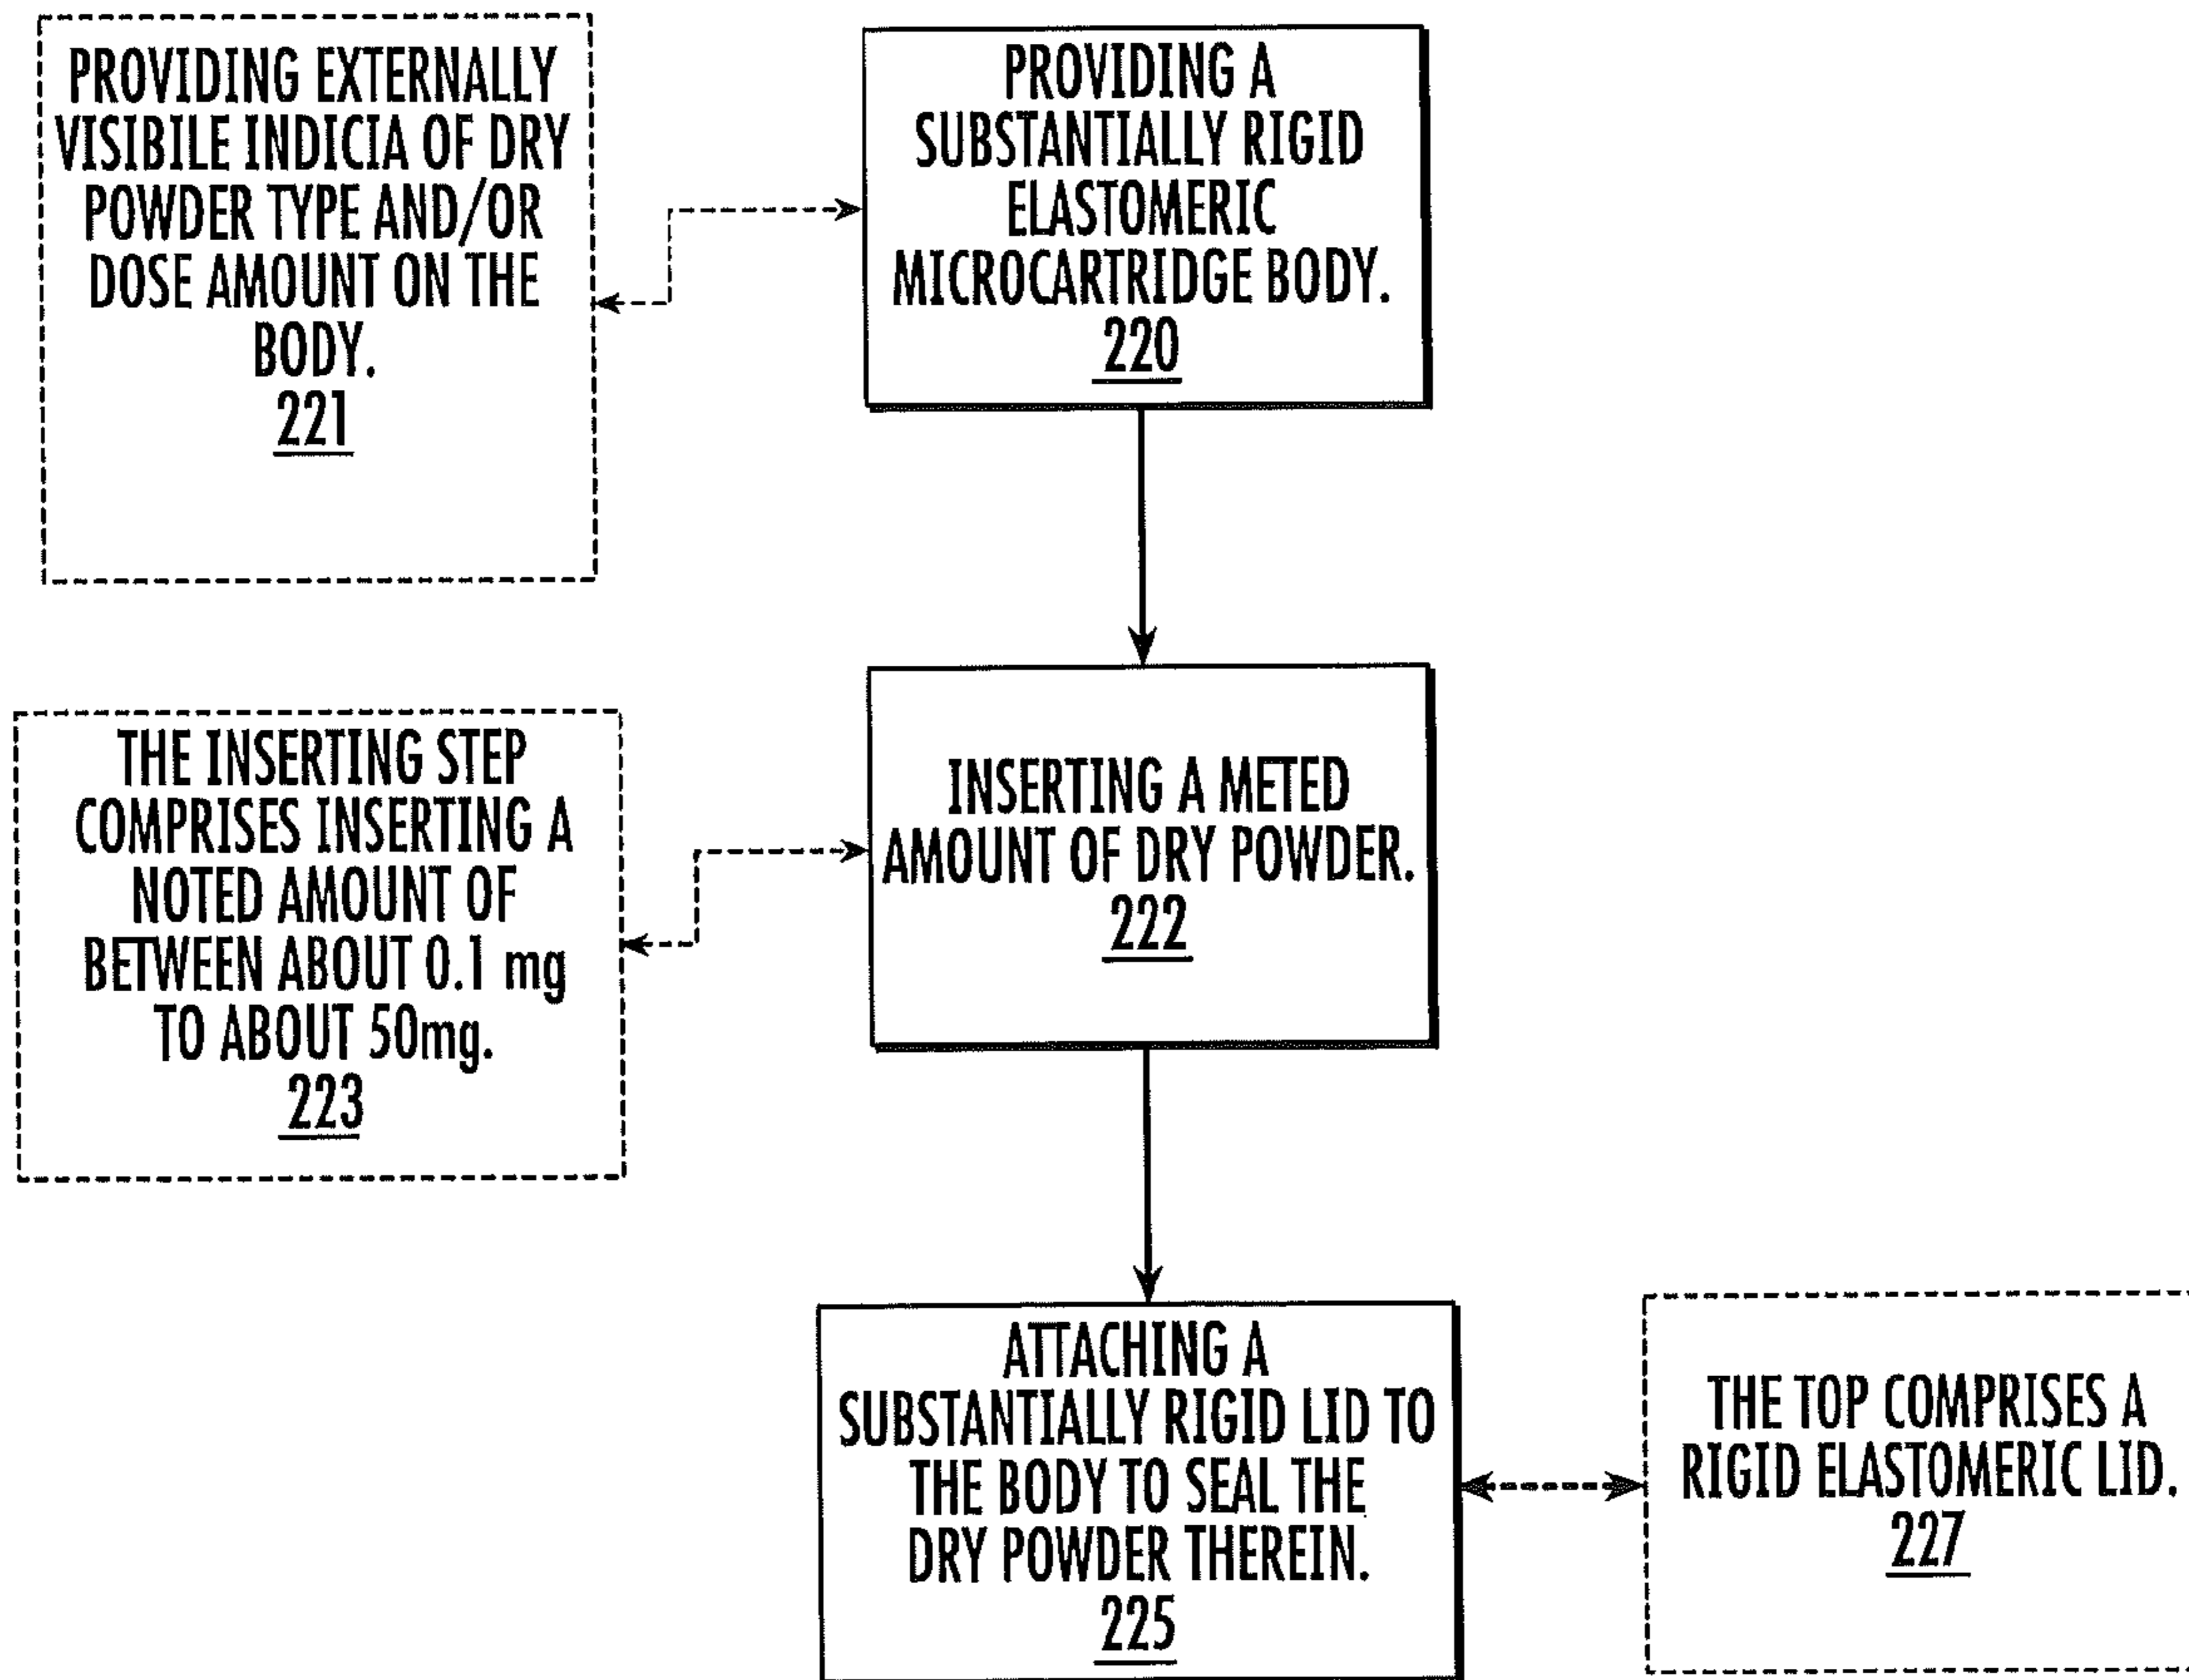 PROVIDING EXTERNALLY
VISIBILE INDICIA OF DRY
POWDER TYPE AND/OR
DOSE AMOUNT ON THE
BODY.
221
PROVIDING A
SUBSTANTIALLY RIGID
ELASTOMERIC
MICROCARTRIDGE BODY.
220
THE INSERTING STEP
COMPRISES INSERTING A
NOTED AMOUNT OF
BETWEEN ABOUT 0.1 mg
TO ABOUT 50mg.
223
INSERTING A METED
AMOUNT OF DRY POWDER.
222
ATTACHING A
SUBSTANTIALLY RIGID LID TO
THE BODY TO SEAL THE
DRY POWDER THEREIN.
225
THE TOP COMPRISES A
RIGID ELASTOMERIC LID.
227